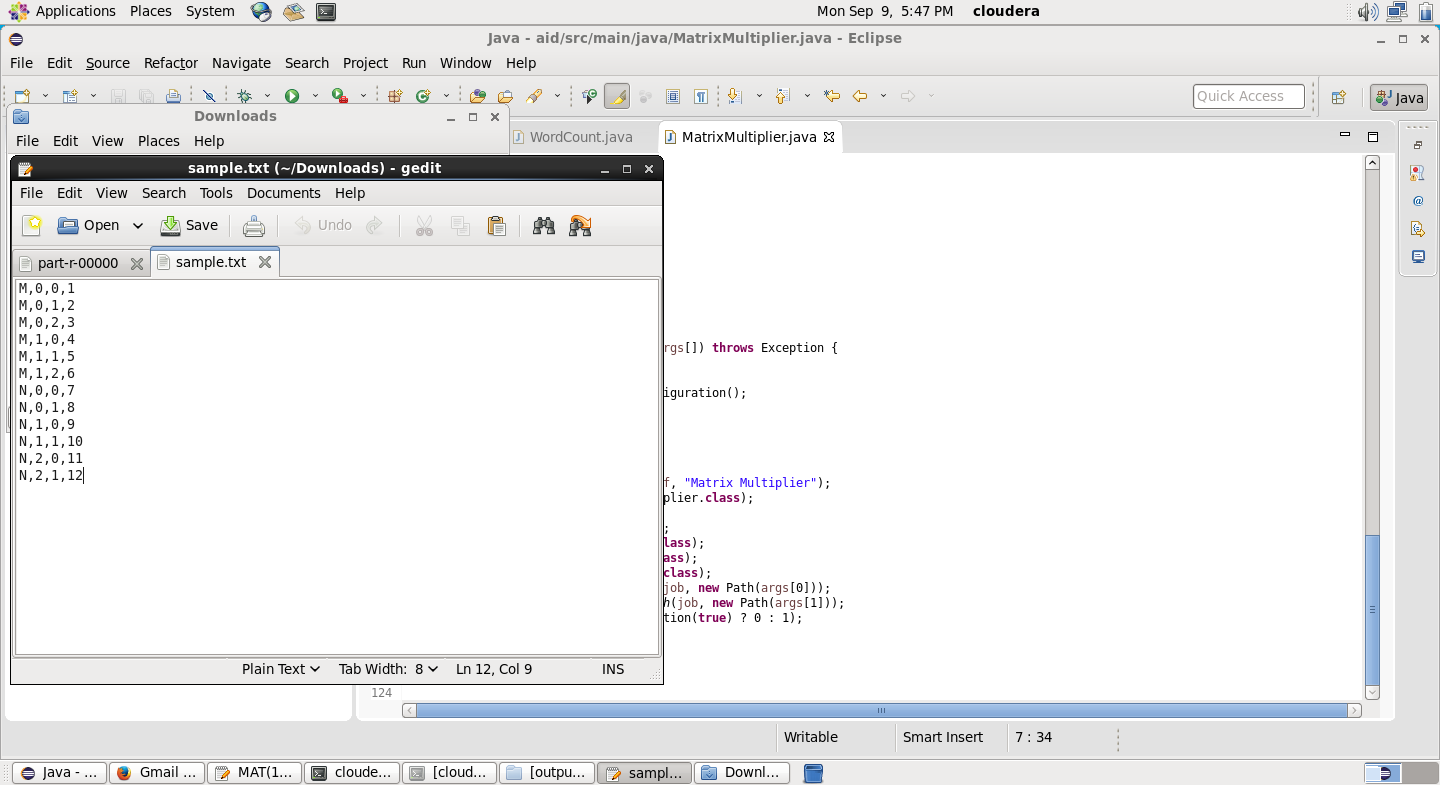 Applications Places System Mon Sep 9, 5:47 PM cloudera
Java - aid/src/main/java/MatrixMultiplier.java - Eclipse
File Edit Source Refactor Navigate Search Project Run Window Help
Quick Access Java
Downloads
File Edit View Places Help
WordCount.java MatrixMultiplier.java
sample.txt (~/Downloads) - gedit
File Edit View Search Tools Documents Help
Open Save Undo
part-r-00000 sample.txt
M,0,0,1
M,0,1,2
M,0,2,3
M,1,0,4
M,1,1,5
M,1,2,6
N,0,0,7
N,0,1,8
N,1,0,9
N,1,1,10
N,2,0,11
N,2,1,12
Plain Text Tab Width: 8 Ln 12, Col 9 INS
rgs[]) throws Exception {
iguration();
f, "Matrix Multiplier");
plier.class);
;
lass);
ass);
class);
job, new Path(args[0]));
h(job, new Path(args[1]));
tion(true) ? 0 : 1);
124
Writable Smart Insert 7 : 34
Java - ... Gmail ... MAT(1... cloude... [cloud... [outpu... sampl... Downl...